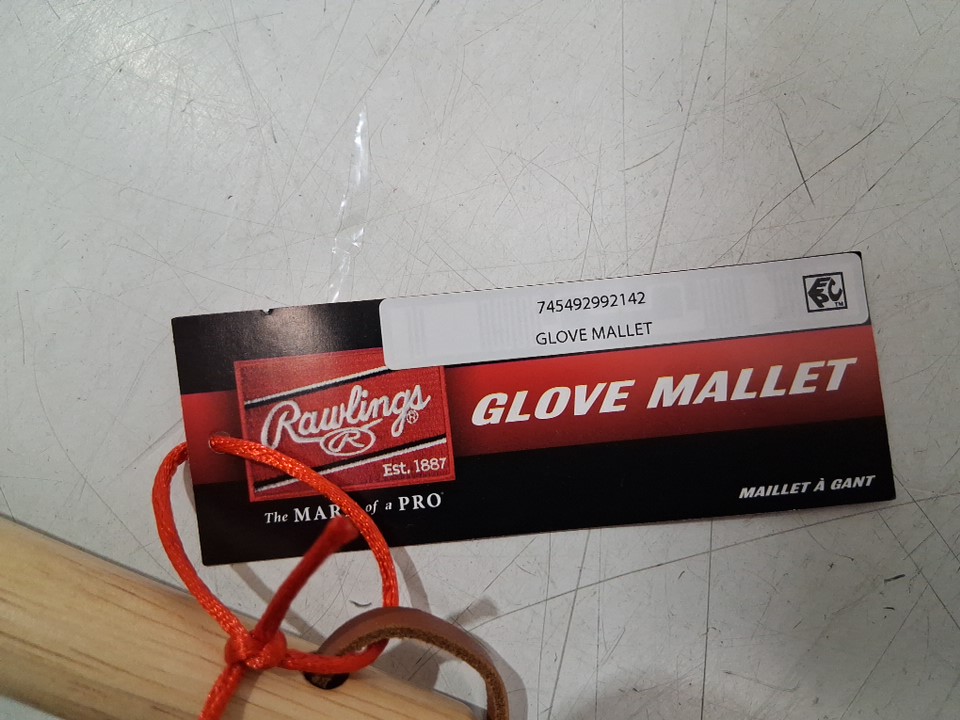 745492992142
GLOVE MALLET
Rawlings®
R
Est. 1887
GLOVE MALLET
The MARK of a PRO
MAILLET À GANT